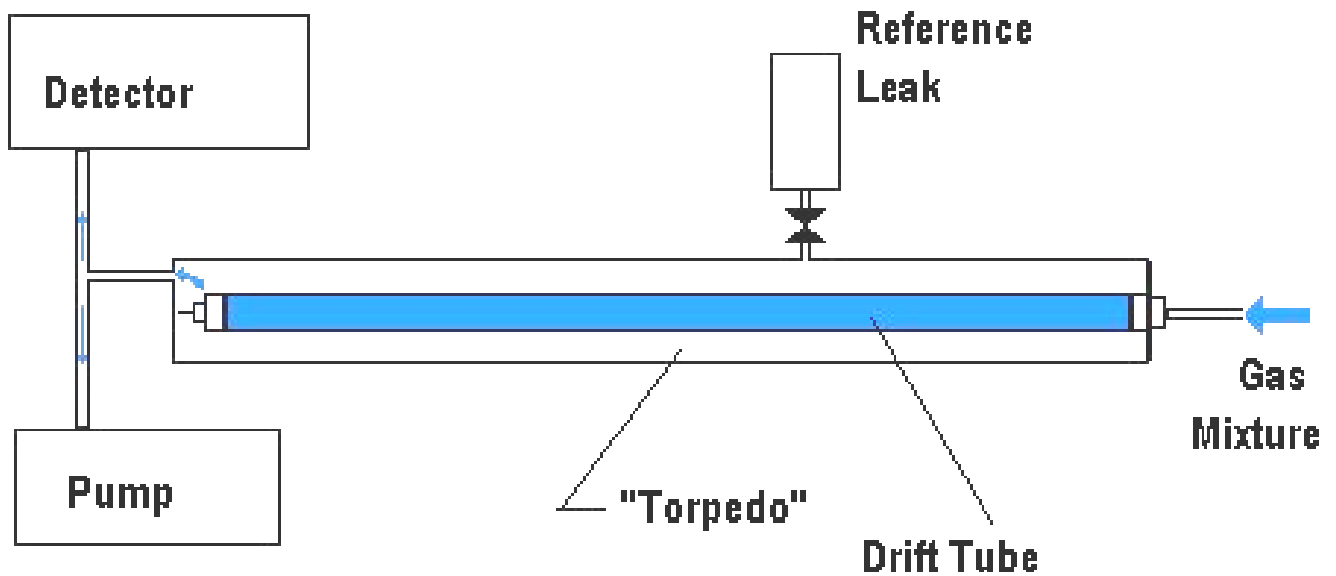 Reference
Leak
Detector
Gas
Mixture
Pump
"Torpedo"
Drift Tube